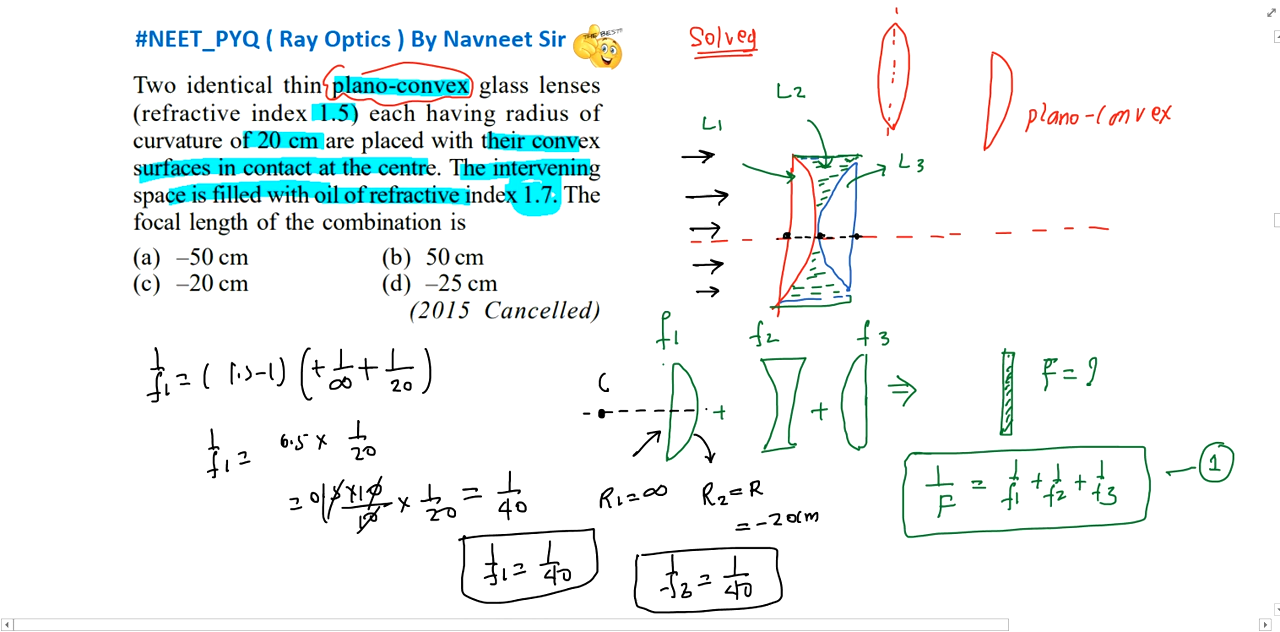 #NEET_PYQ ( Ray Optics ) By Navneet Sir
THE BEST!
Two identical thin plano-convex glass lenses
(refractive index 1.5) each having radius of
curvature of 20 cm are placed with their convex
surfaces in contact at the centre. The intervening
space is filled with oil of refractive index 1.7. The
focal length of the combination is
(a) –50 cm
(b) 50 cm
(c) –20 cm
(d) –25 cm
(2015 Cancelled)
Solved
L1
L2
L3
plano-convex
f1
f2
f3
C
+
+
⇒
F = ?
R1=∞
R2=R
= -20cm
1/F = 1/f1 + 1/f2 + 1/f3 — 1
1/f1 = (1.5-1) (+ 1/∞ + 1/20)
1/f1 = 0.5 × 1/20
× 1/20 = 1/40
1/f1 = 1/40
1/f3 = 1/40